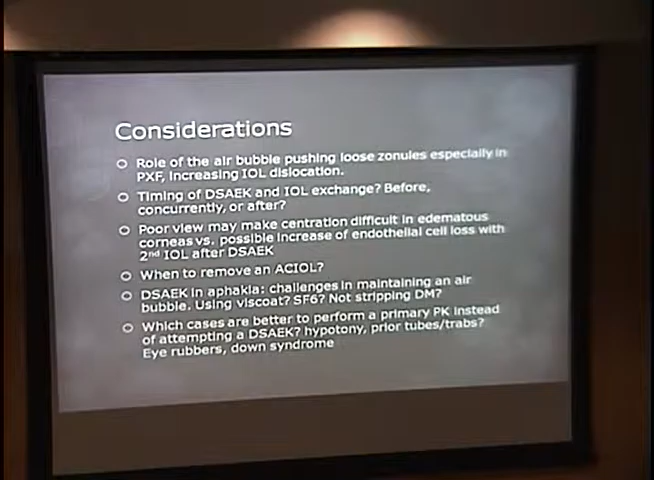 Considerations
Role of the air bubble pushing loose zonules especially in
PXF, increasing IOL dislocation.
Timing of DSAEK and IOL exchange? Before,
concurrently, or after?
Poor view may make centration difficult in edematous
corneas vs. possible increase of endothelial cell loss with
2nd IOL after DSAEK
When to remove an ACIOL?
DSAEK in aphakia: challenges in maintaining an air
bubble. Using viscoat? SF6? Not stripping DM?
Which cases are better to perform a primary PK instead
of attempting a DSAEK? hypotony, prior tubes/trabs?
Eye rubbers, down syndrome